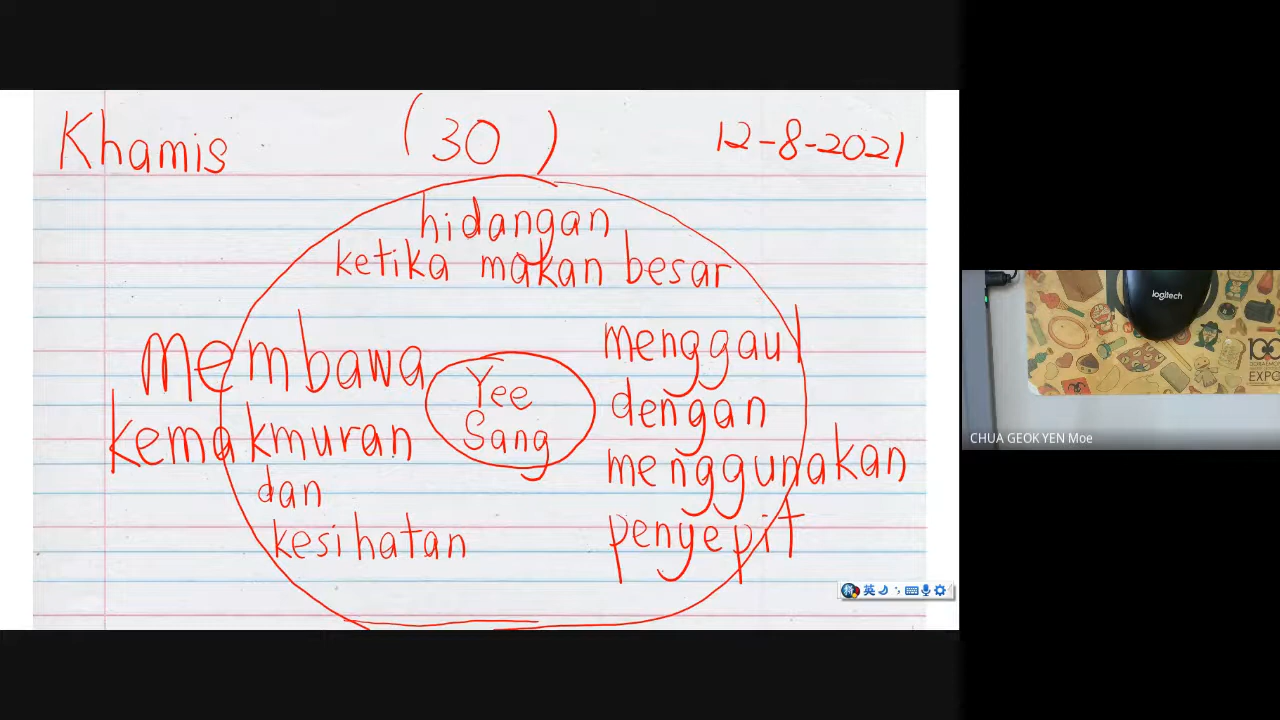 Khamis (30) 12-8-2021
hidangan
ketika makan besar
membawa
kemakmuran
dan
kesihatan
Yee
Sang
menggaul
dengan
menggunakan
penyepit
英
logitech
100
EXPO
CHUA GEOK YEN Moe